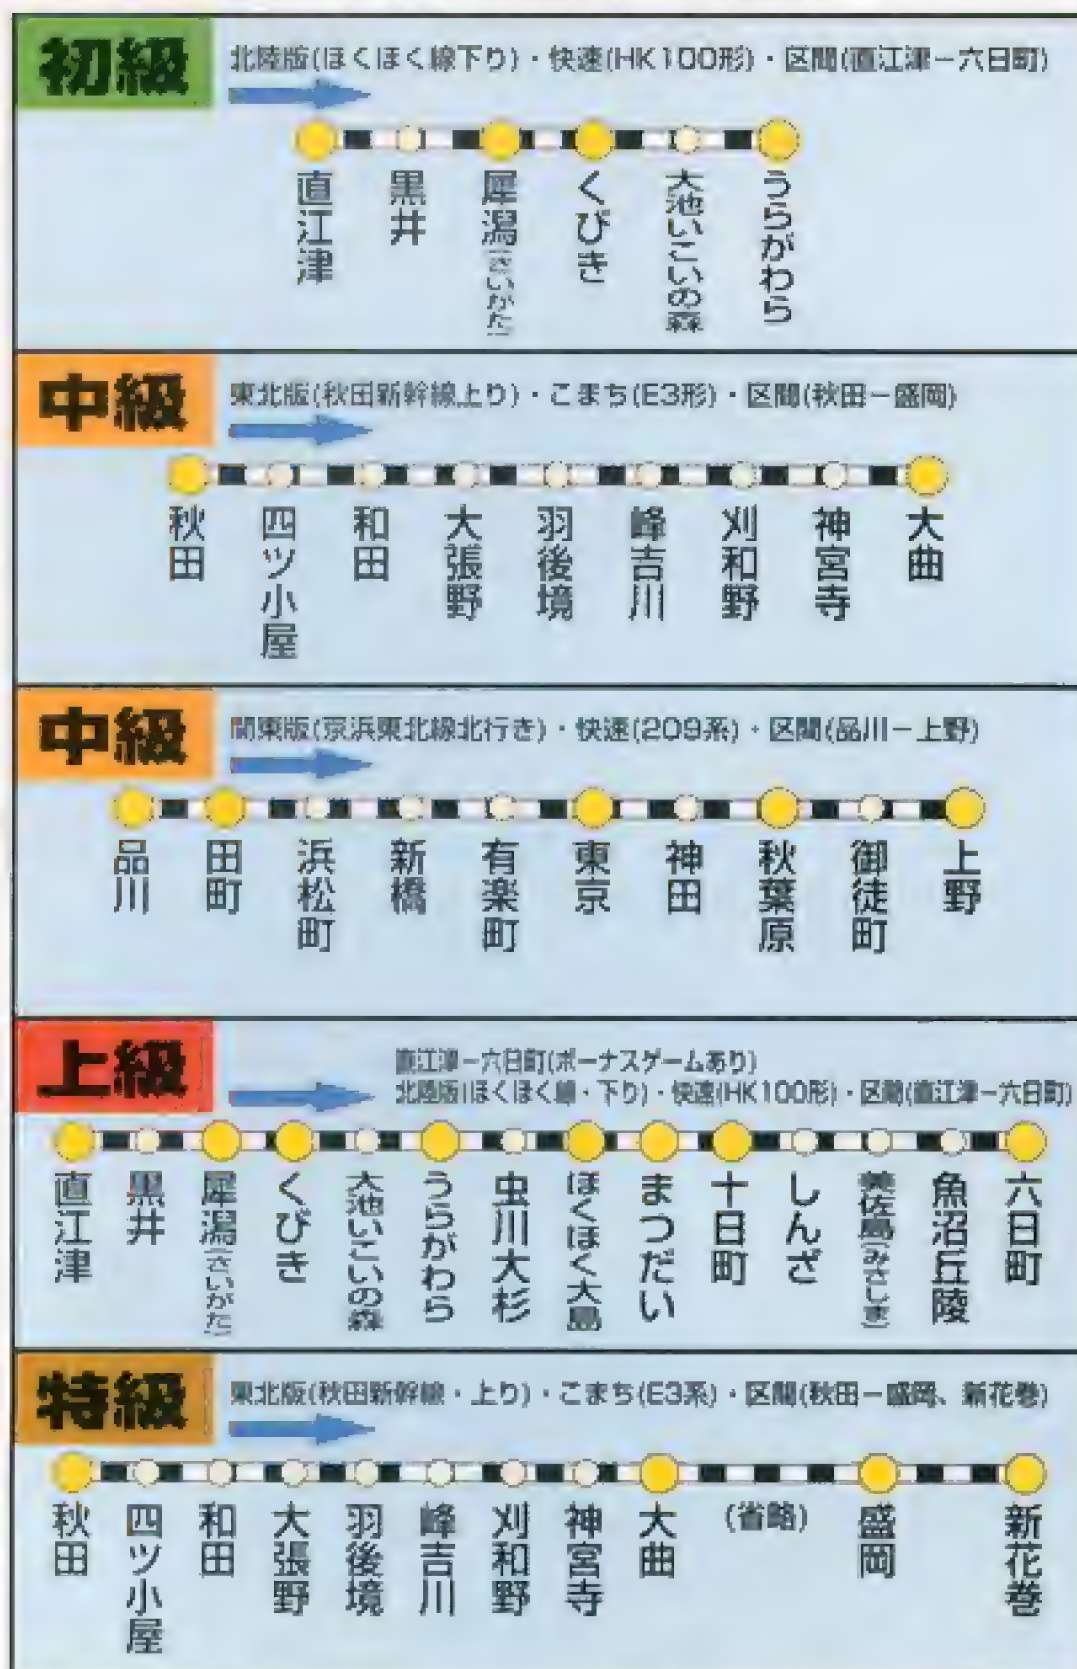 初級
北陸版(ほくほく線下り)・快速(HK100形)・区間(直江津－六日町)
直江津
黒井
犀潟(さいがた)
くびき
大池いこいの森
うらがわら
中級
東北版(秋田新幹線上り)・こまち(E3形)・区間(秋田－盛岡)
秋田
四ツ小屋
和田
大張野
羽後境
峰吉川
刈和野
神宮寺
大曲
中級
関東版(京浜東北線北行き)・快速(209系)・区間(品川－上野)
品川
田町
浜松町
新橋
有楽町
東京
神田
秋葉原
御徒町
上野
上級
直江津－六日町(ボーナスゲームあり)
北陸版(ほくほく線・下り)・快速(HK100形)・区間(直江津－六日町)
直江津
黒井
犀潟(さいがた)
くびき
大池いこいの森
うらがわら
虫川大杉
ほくほく大島
まつだい
十日町
しんざ
美佐島(みさしま)
魚沼丘陵
六日町
特級
東北版(秋田新幹線・上り)・こまち(E3系)・区間(秋田－盛岡、新花巻)
秋田
四ツ小屋
和田
大張野
羽後境
峰吉川
刈和野
神宮寺
大曲
(省略)
盛岡
新花巻